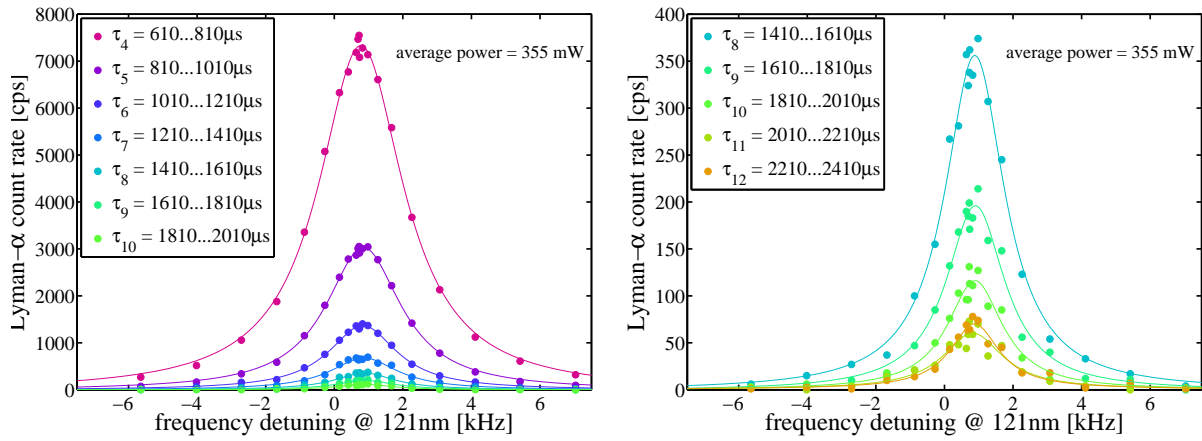 8000
7000
6000
5000
4000
3000
2000
1000
0
Lyman−α count rate [cps]
τ4 = 610...810μs
τ5 = 810...1010μs
τ6 = 1010...1210μs
τ7 = 1210...1410μs
τ8 = 1410...1610μs
τ9 = 1610...1810μs
τ10 = 1810...2010μs
average power = 355 mW
−6 −4 −2 0 2 4 6
frequency detuning @ 121nm [kHz]
400
350
300
250
200
150
100
50
0
Lyman−α count rate [cps]
τ8 = 1410...1610μs
τ9 = 1610...1810μs
τ10 = 1810...2010μs
τ11 = 2010...2210μs
τ12 = 2210...2410μs
average power = 355 mW
−6 −4 −2 0 2 4 6
frequency detuning @ 121nm [kHz]